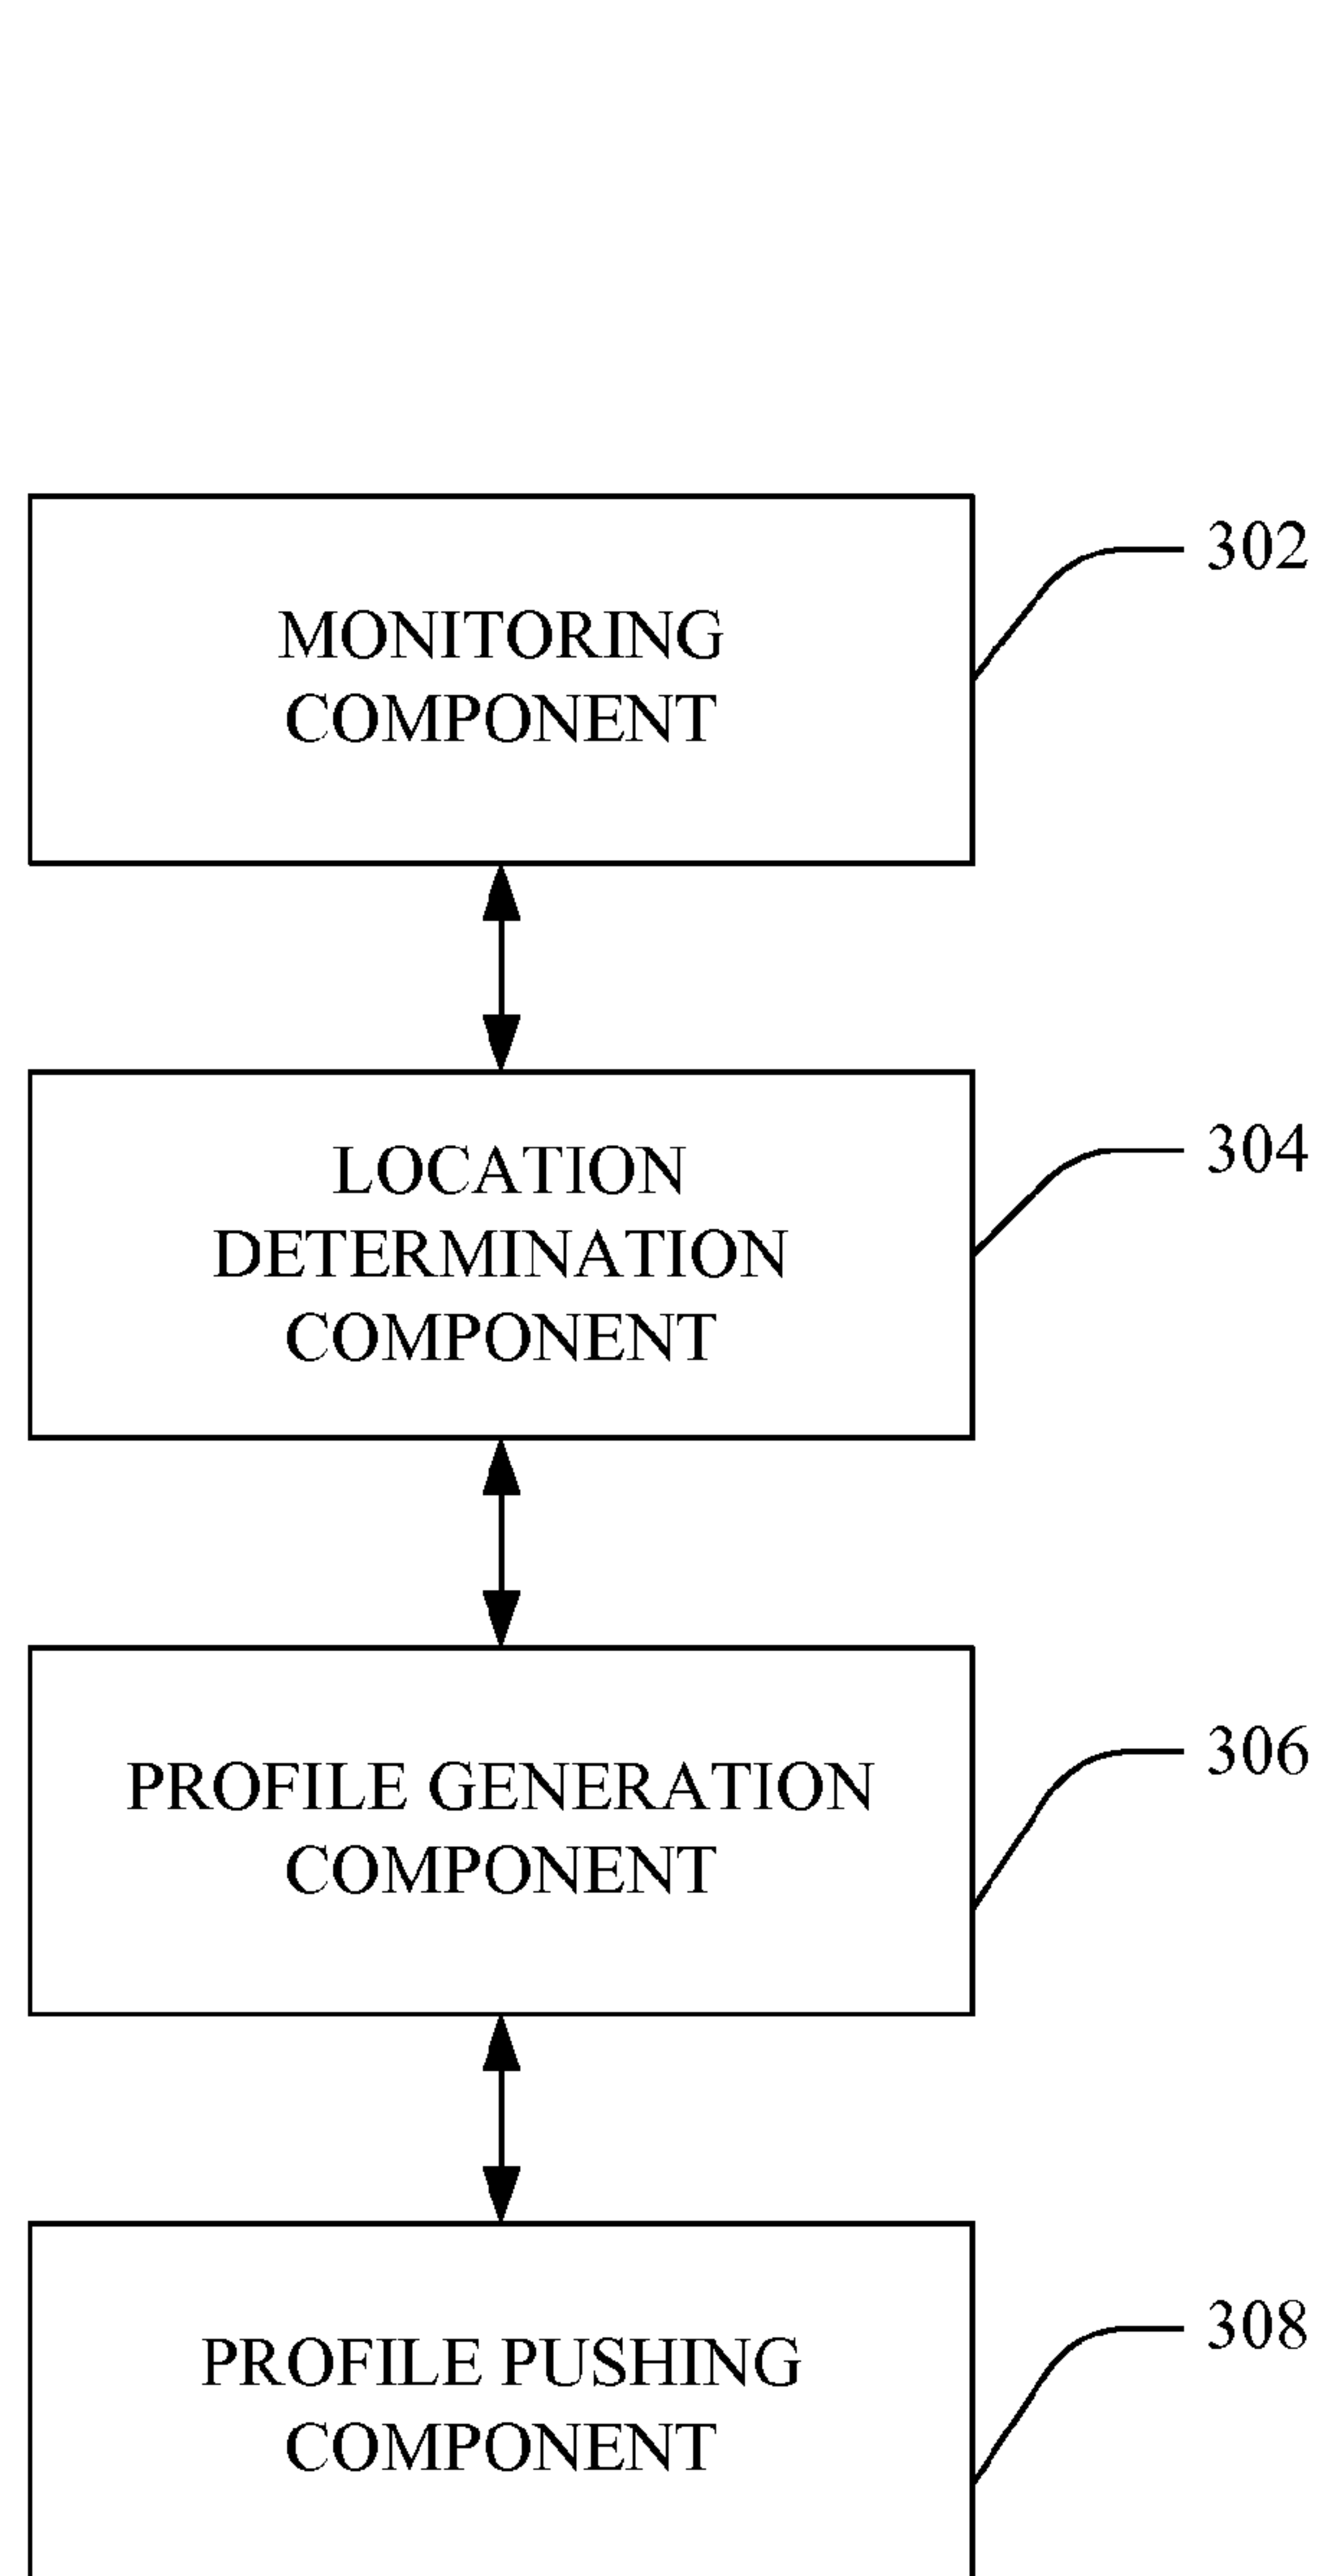 MONITORING
COMPONENT
302
LOCATION
DETERMINATION
COMPONENT
304
PROFILE GENERATION
COMPONENT
306
PROFILE PUSHING
COMPONENT
308